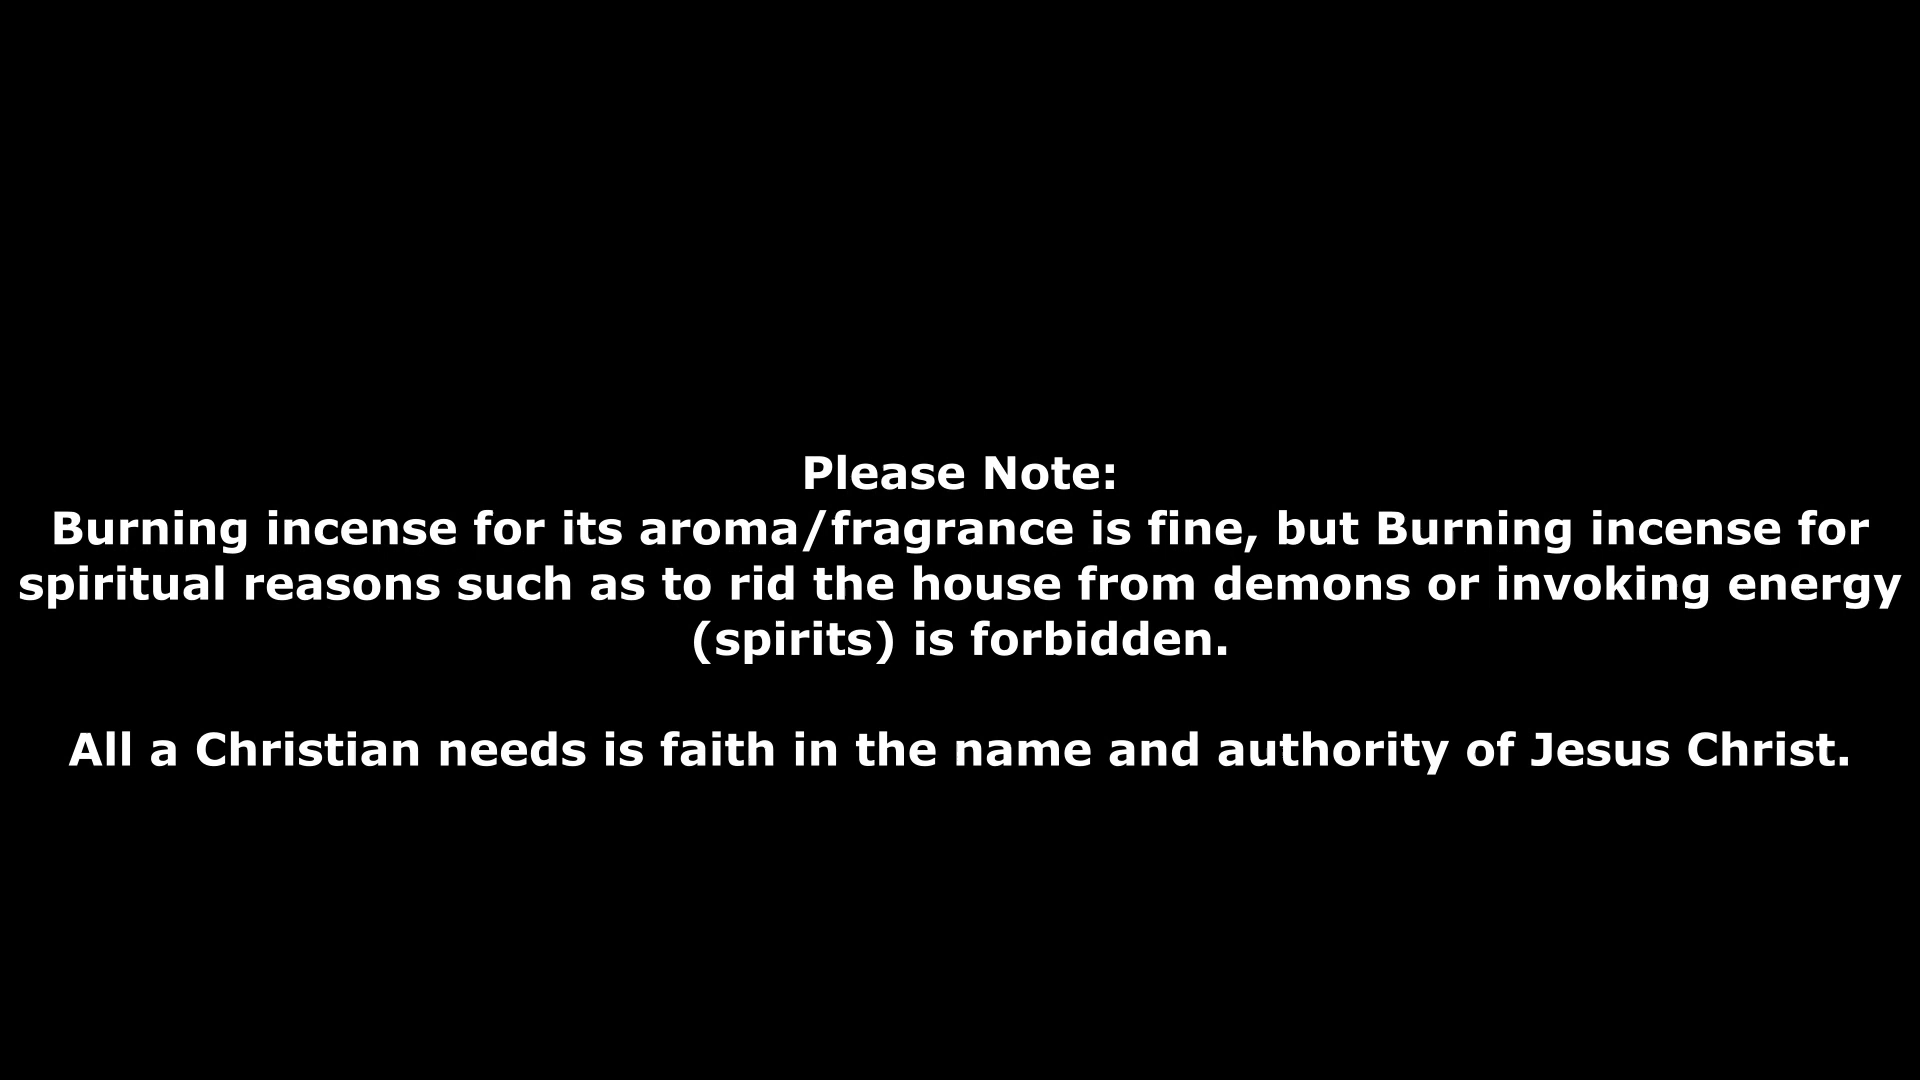 Please Note:
Burning incense for its aroma/fragrance is fine, but Burning incense for
spiritual reasons such as to rid the house from demons or invoking energy
(spirits) is forbidden.
All a Christian needs is faith in the name and authority of Jesus Christ.